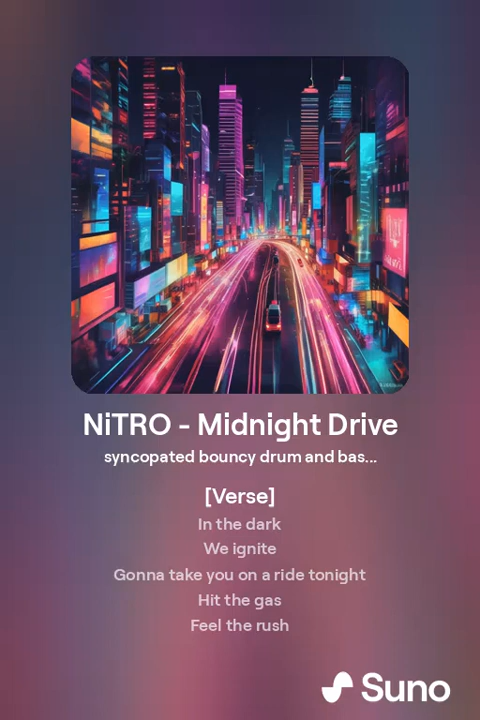 NiTRO - Midnight Drive
syncopated bouncy drum and bas...
[Verse]
In the dark
We ignite
Gonna take you on a ride tonight
Hit the gas
Feel the rush
Suno